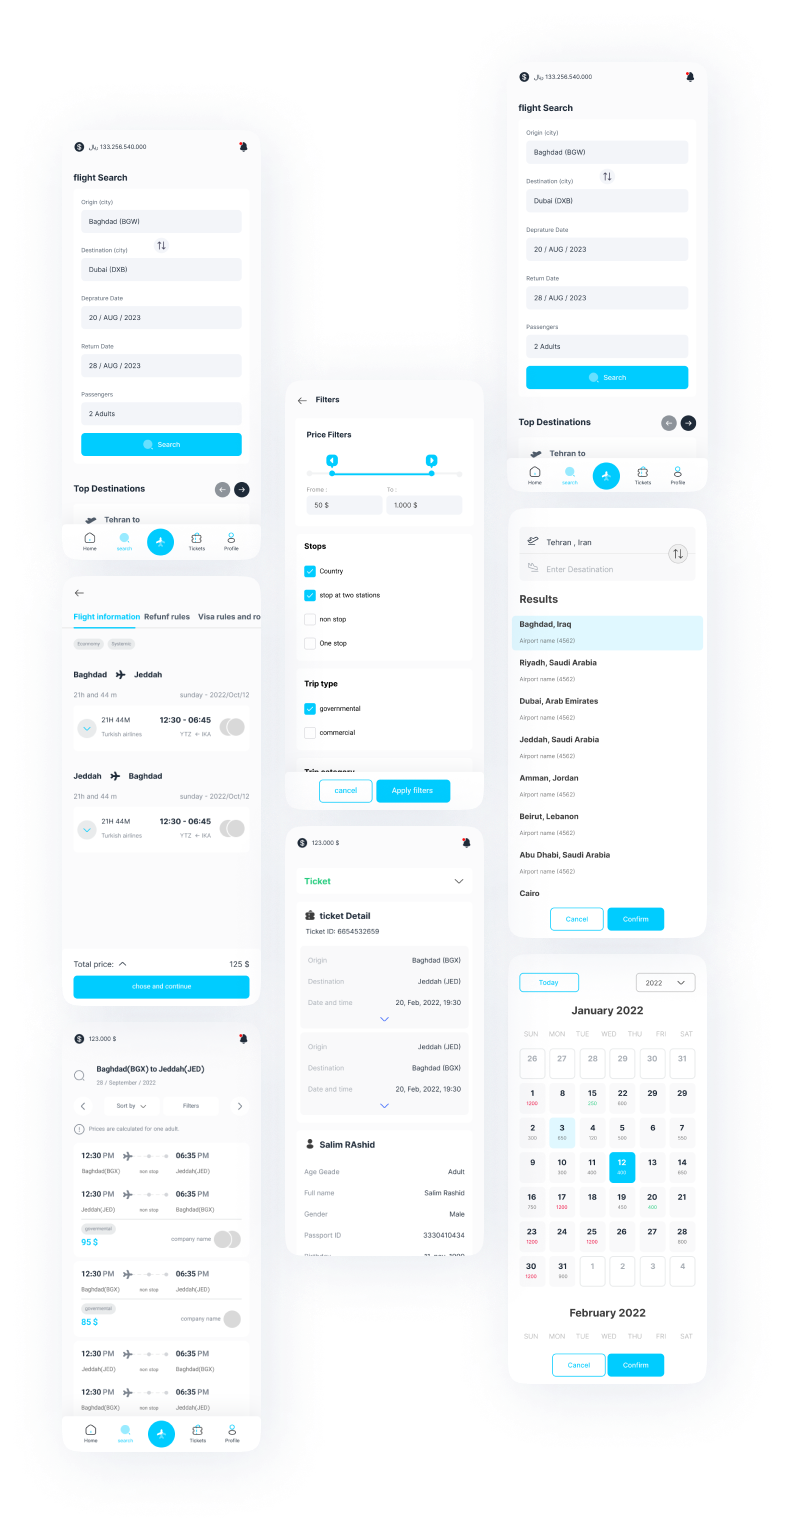 ریال 133.256.540.000
flight Search
Origin (city)
Baghdad (BGW)
Destination (city)
Dubai (DXB)
Deprature Date
20 / AUG / 2023
Return Date
28 / AUG / 2023
Passengers
2 Adults
Search
Top Destinations
Tehran to
Home
search
Tickets
Profile
Flight information
Refunf rules
Visa rules and ro
Economy
Systemic
Baghdad
Jeddah
21h and 44 m
sunday - 2022/Oct/12
21H 44M
12:30 - 06:45
Turkish airlines
YTZ ← IKA
Jeddah
Baghdad
21h and 44 m
sunday - 2022/Oct/12
21H 44M
12:30 - 06:45
Turkish airlines
YTZ ← IKA
Total price:
125 $
chose and continue
123.000 $
Baghdad(BGX) to Jeddah(JED)
28 / September / 2022
Sort by
Filters
Prices are calculated for one adult
12:30 PM
06:35 PM
Baghdad(BGX)
non stop
Jeddah(JED)
12:30 PM
06:35 PM
Jeddah(JED)
non stop
Baghdad(BGX)
governmental
95 $
company name
12:30 PM
06:35 PM
Baghdad(BGX)
non stop
Jeddah(JED)
governmental
85 $
company name
12:30 PM
06:35 PM
Jeddah(JED)
non stop
Baghdad(BGX)
12:30 PM
06:35 PM
Baghdad(BGX)
non stop
Jeddah(JED)
Home
search
Tickets
Profile
Filters
Price Filters
Frome :
To :
50 $
1.000 $
Stops
Country
stop at two stations
non stop
One stop
Trip type
governmental
commercial
Trip category
cancel
Apply filters
123.000 $
Ticket
ticket Detail
Ticket ID: 6654532659
Origin
Baghdad (BGX)
Destination
Jeddah (JED)
Date and time
20, Feb, 2022, 19:30
Origin
Jeddah (JED)
Destination
Baghdad (BGX)
Date and time
20, Feb, 2022, 19:30
Salim RAshid
Age Geade
Adult
Full name
Salim Rashid
Gender
Male
Passport ID
3330410434
ریال 133.256.540.000
flight Search
Origin (city)
Baghdad (BGW)
Destination (city)
Dubai (DXB)
Deprature Date
20 / AUG / 2023
Return Date
28 / AUG / 2023
Passengers
2 Adults
Search
Top Destinations
Tehran to
Home
search
Tickets
Profile
Tehran , Iran
Enter Desatination
Results
Baghdad, Iraq
Airport name (4562)
Riyadh, Saudi Arabia
Airport name (4562)
Dubai, Arab Emirates
Airport name (4562)
Jeddah, Saudi Arabia
Airport name (4562)
Amman, Jordan
Airport name (4562)
Beirut, Lebanon
Airport name (4562)
Abu Dhabi, Saudi Arabia
Airport name (4562)
Cairo
Cancel
Confirm
Today
2022
January 2022
SUN MON TUE WED THU FRI SAT
26 27 28 29 30 31
1 8 15 22 29 29
1200 250 600
2 3 4 5 6 7
300 650 120 500 550
9 10 11 12 13 14
350 400 450 650
16 17 18 19 20 21
750 1200 450 400
23 24 25 26 27 28
1200 1200 800
30 31 1 2 3 4
1200 900
February 2022
SUN MON TUE WED THU FRI SAT
Cancel
Confirm